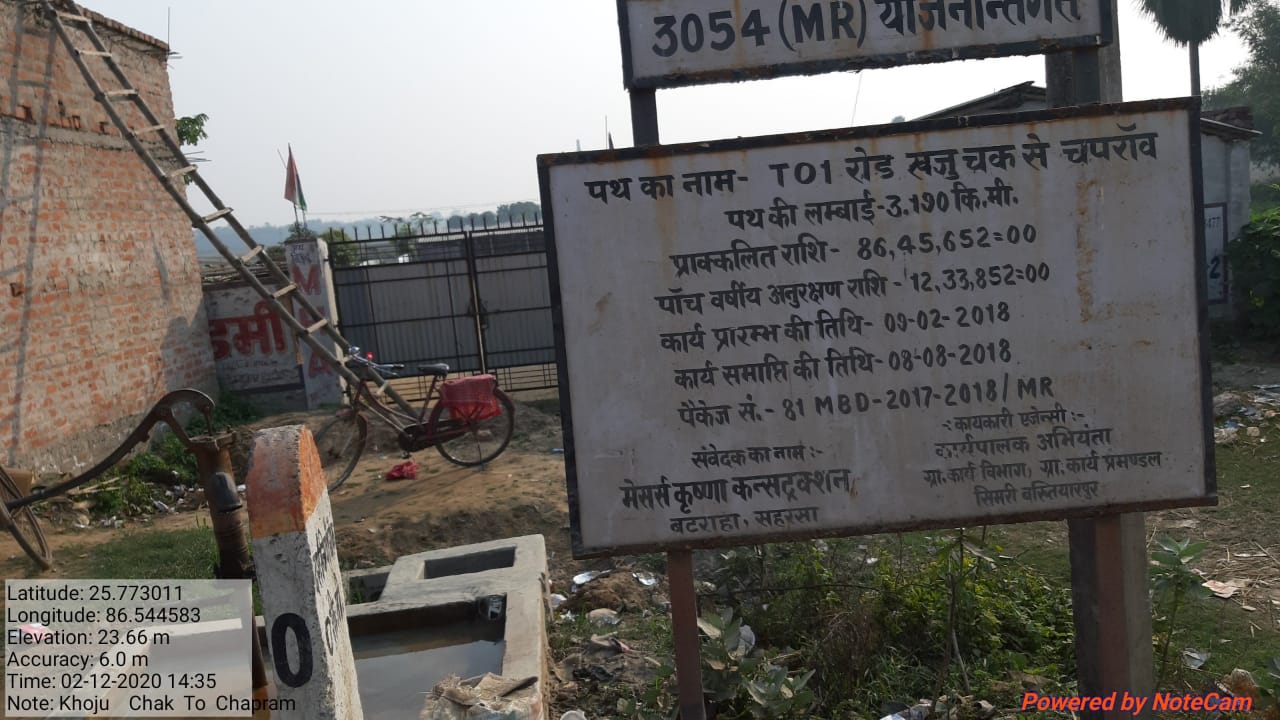 3054 (MR) योजनान्तर्गत
पथ का नाम- T01 रोड खजु चक से चपराॅव
पथ की लम्बाई-3.190 कि.मी.
प्राक्कलित राशि- 86,45,652=00
पाॅच वर्षीय अनुरक्षण राशि - 12,33,852=00
कार्य प्रारम्भ की तिथि- 09-02-2018
कार्य समाप्ति की तिथि- 08-08-2018
पैकेज सं.- 81 MBD-2017-2018/ MR
संवेदक का नाम :-
मेसर्स कृष्णा कन्सट्रक्शन
बटराहा, सहरसा
-: कायकारी एजेन्सी :-
कार्यपालक अभियंता
ग्रा. कार्य विभाग, ग्रा. कार्य प्रमण्डल
सिमरी वस्तियारपुर
0
Latitude: 25.773011
Longitude: 86.544583
Elevation: 23.66 m
Accuracy: 6.0 m
Time: 02-12-2020 14:35
Note: Khoju Chak To Chapram
Powered by NoteCam